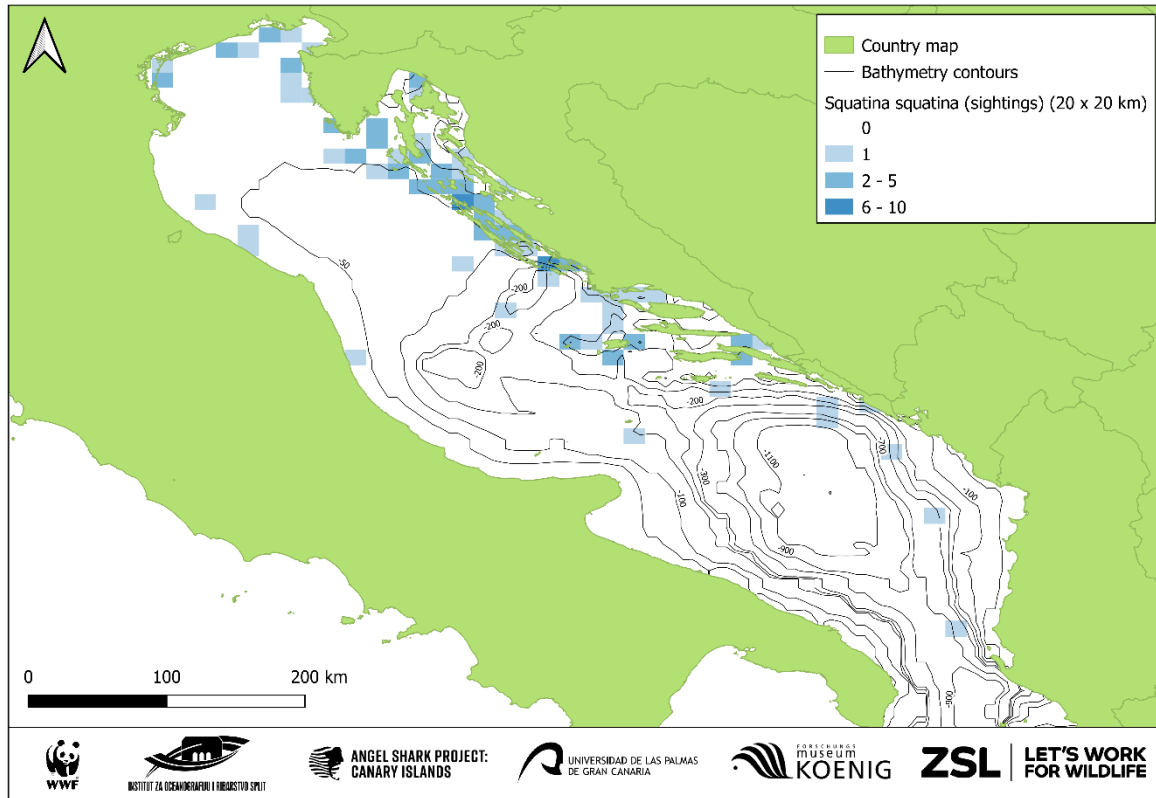 Country map
Bathymetry contours
Squatina squatina (sightings) (20 x 20 km)
0
1
2 - 5
6 - 10
-50
-200
-200
-200
-200
-700
-1100
-300
-100
-100
-900
-900
0 100 200 km
WWF
INSTITUT ZA OCEANOGRAFIJU I RIBARSTVO SPLIT
ANGEL SHARK PROJECT:
CANARY ISLANDS
UNIVERSIDAD DE LAS PALMAS
DE GRAN CANARIA
FORSCHUNGS
museum
KOENIG
ZSL
LET'S WORK
FOR WILDLIFE